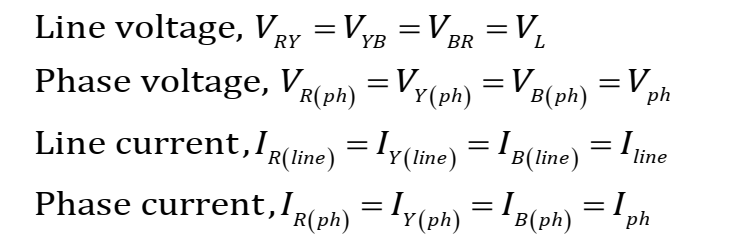 Line voltage, V_RY = V_YB = V_BR = V_L
Phase voltage, V_R(ph) = V_Y(ph) = V_B(ph) = V_ph
Line current, I_R(line) = I_Y(line) = I_B(line) = I_line
Phase current, I_R(ph) = I_Y(ph) = I_B(ph) = I_ph